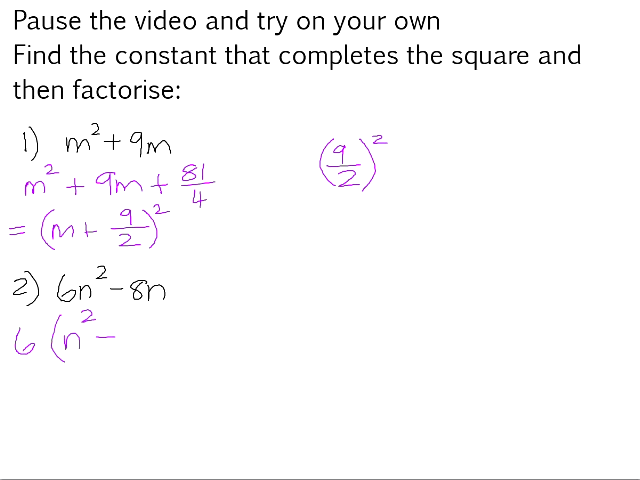 Pause the video and try on your own
Find the constant that completes the square and
then factorise:
1) m² + 9m
(9/2)²
m² + 9m + 81/4
= (m + 9/2)²
2) 6n² - 8n
6 (n² -